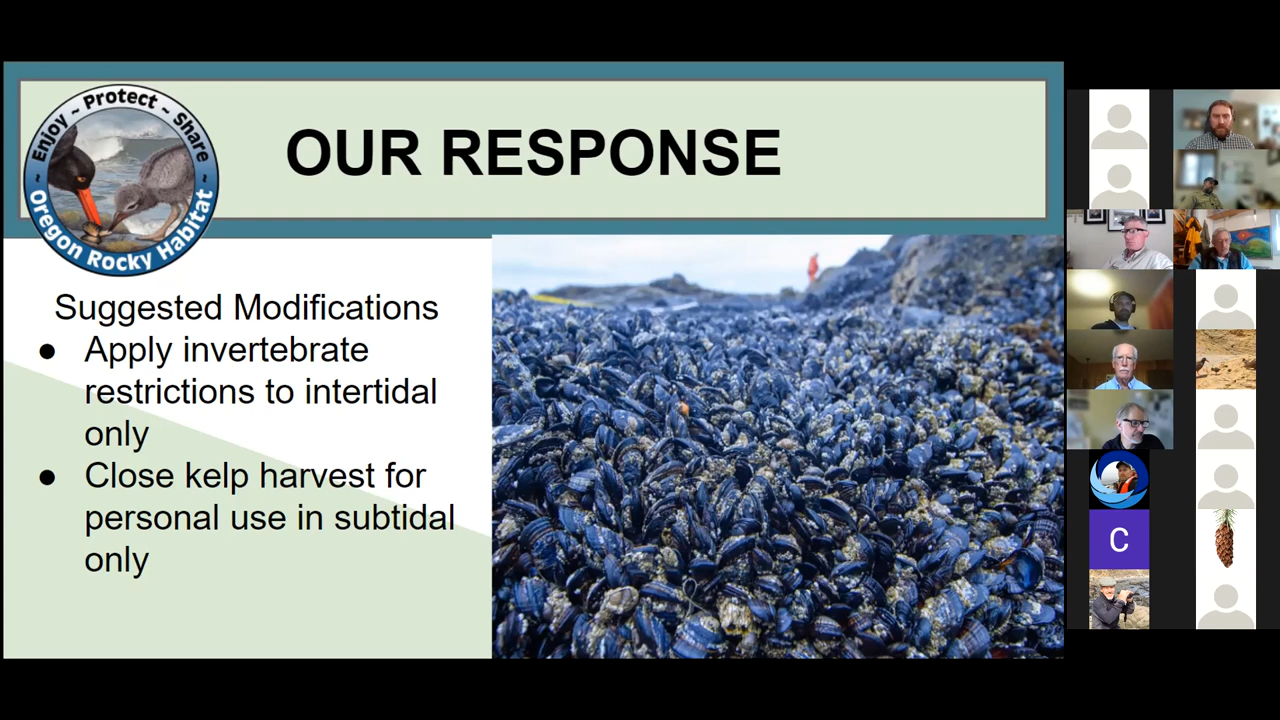 Enjoy ~ Protect ~ Share
~ Oregon Rocky Habitat ~
OUR RESPONSE
Suggested Modifications
● Apply invertebrate
restrictions to intertidal
only
● Close kelp harvest for
personal use in subtidal
only
C